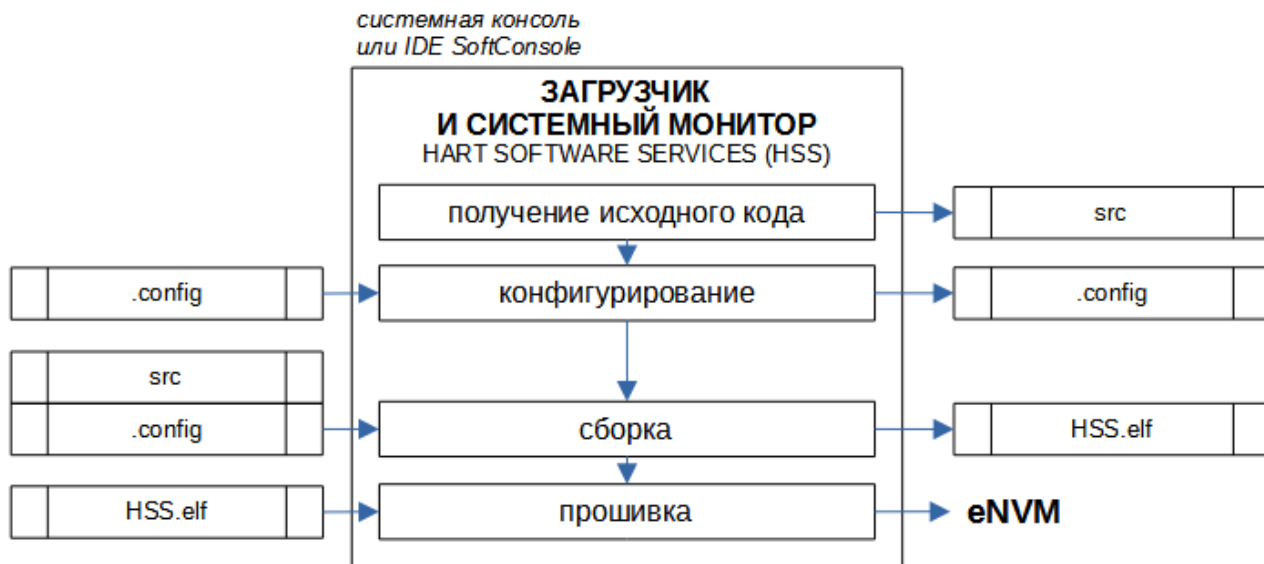 системная консоль
или IDE SoftConsole
ЗАГРУЗЧИК
И СИСТЕМНЫЙ МОНИТОР
HART SOFTWARE SERVICES (HSS)
получение исходного кода
src
.config
конфигурирование
.config
src
.config
сборка
HSS.elf
HSS.elf
прошивка
eNVM